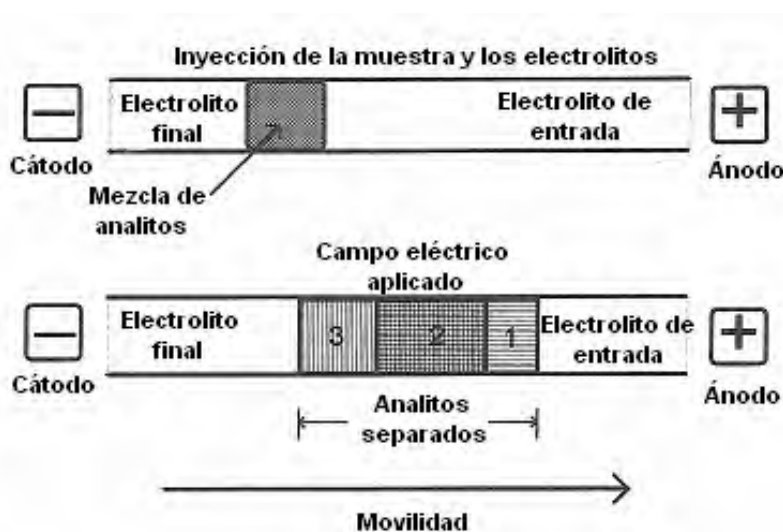 Inyección de la muestra y los electrolitos
Electrolito
final
Electrolito de
entrada
−
+
Cátodo
Ánodo
Mezcla de
analitos
Campo eléctrico
aplicado
Electrolito
final
3
2
1
Electrolito de
entrada
−
+
Cátodo
Ánodo
Analitos
separados
Movilidad